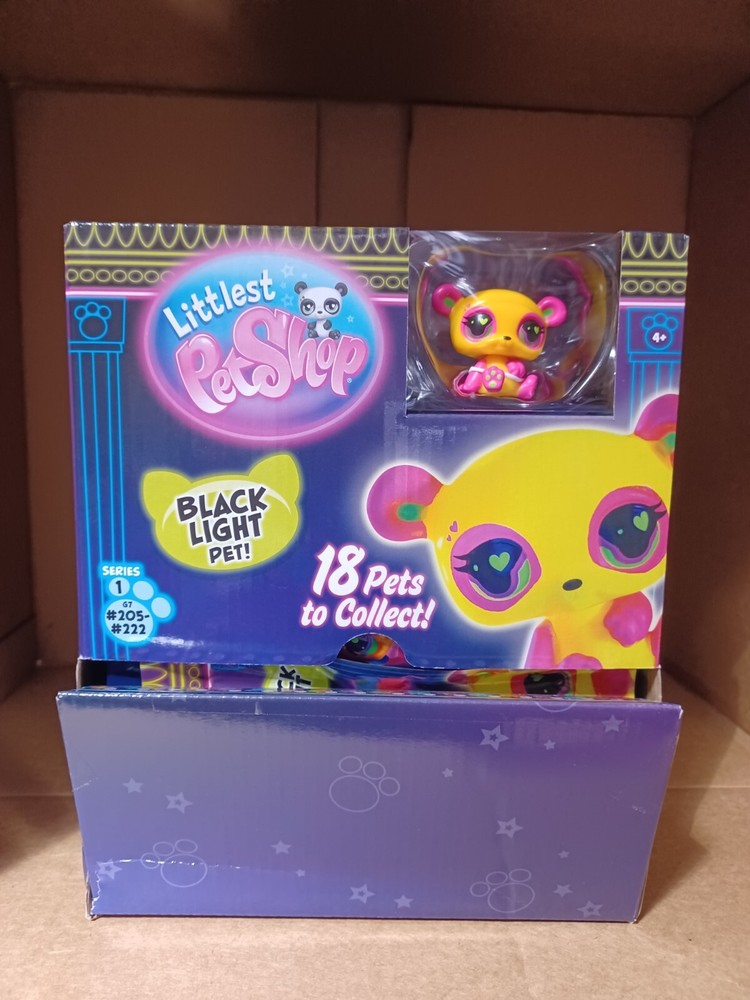 Littlest
PetShop
4+
BLACK
LIGHT
PET!
18 Pets
to Collect!
SERIES
1
G7
#205-
#222